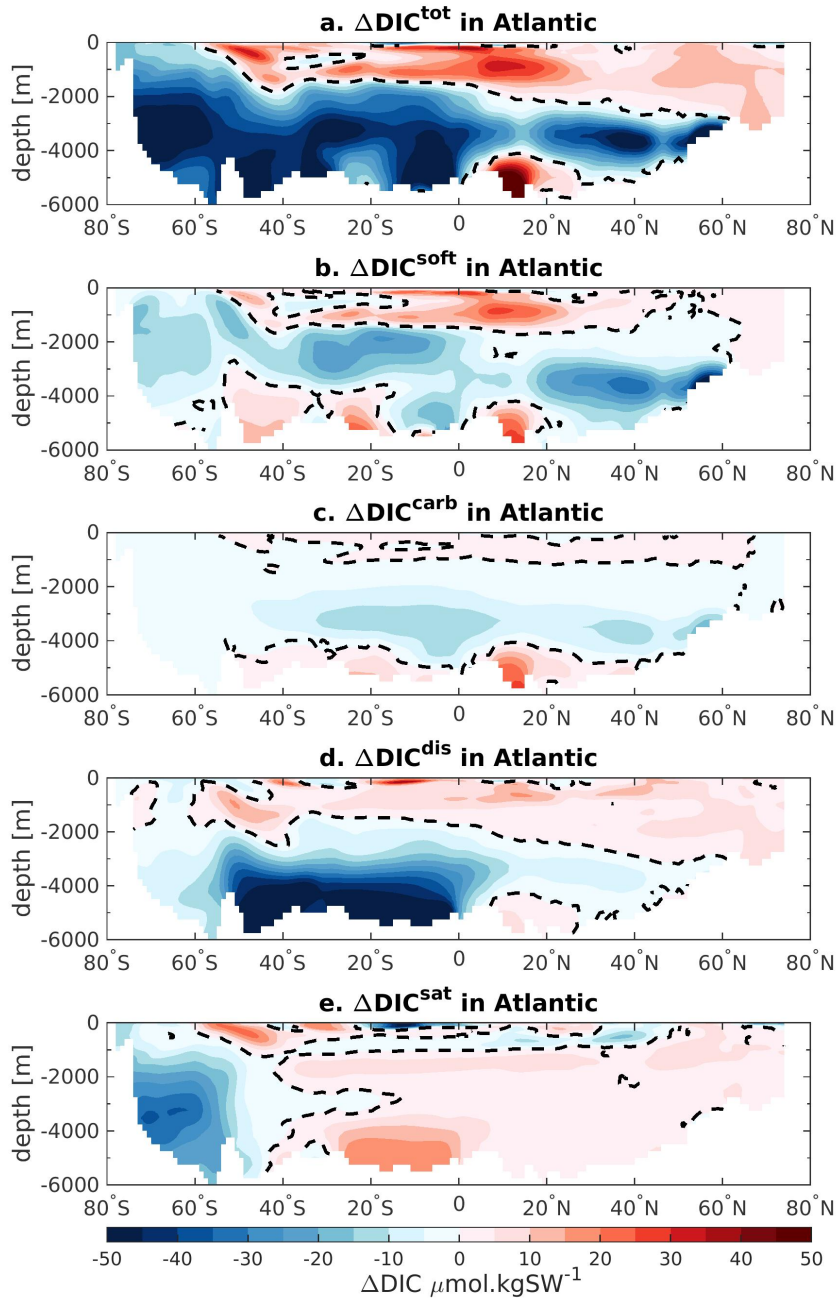 a. ΔDIC^tot in Atlantic
0
-2000
-4000
-6000
depth [m]
80°S 60°S 40°S 20°S 0 20°N 40°N 60°N 80°N
b. ΔDIC^soft in Atlantic
0
-2000
-4000
-6000
depth [m]
80°S 60°S 40°S 20°S 0 20°N 40°N 60°N 80°N
c. ΔDIC^carb in Atlantic
0
-2000
-4000
-6000
depth [m]
80°S 60°S 40°S 20°S 0 20°N 40°N 60°N 80°N
d. ΔDIC^dis in Atlantic
0
-2000
-4000
-6000
depth [m]
80°S 60°S 40°S 20°S 0 20°N 40°N 60°N 80°N
e. ΔDIC^sat in Atlantic
0
-2000
-4000
-6000
depth [m]
80°S 60°S 40°S 20°S 0 20°N 40°N 60°N 80°N
-50 -40 -30 -20 -10 0 10 20 30 40 50
ΔDIC μmol.kgSW^-1